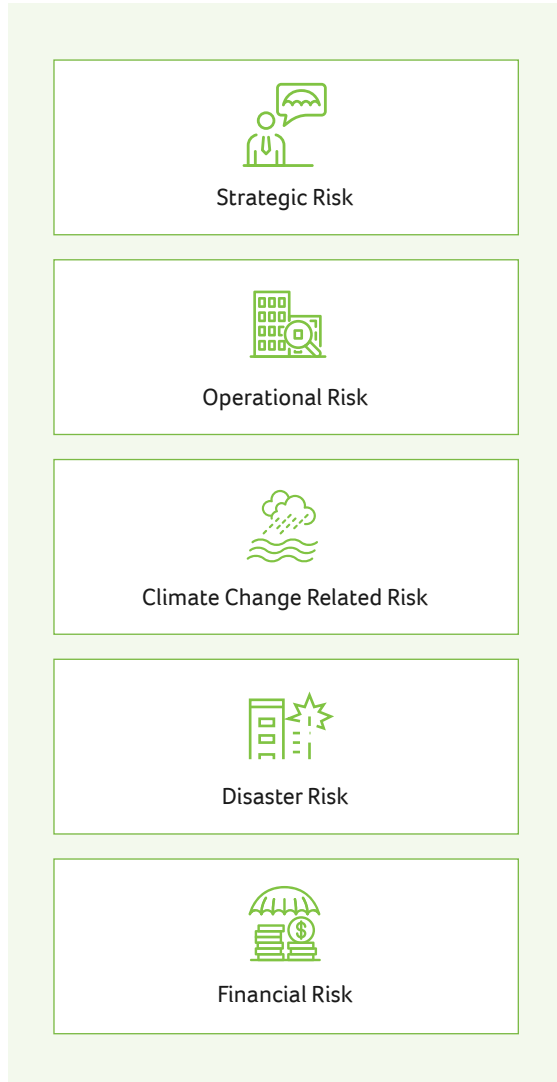 Strategic Risk
Operational Risk
Climate Change Related Risk
Disaster Risk
$
Financial Risk